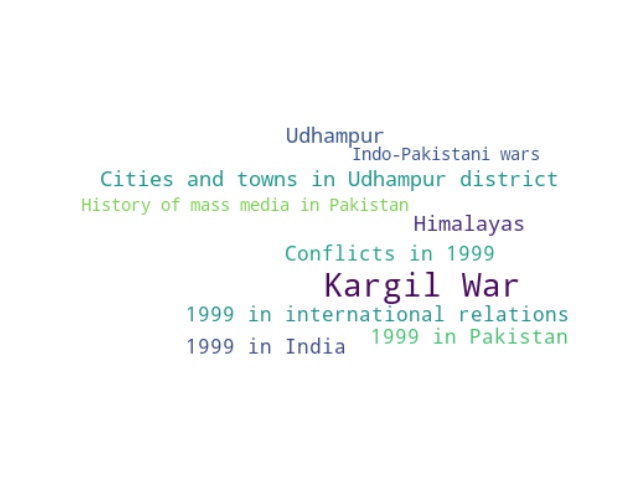 Udhampur
Indo-Pakistani wars
Cities and towns in Udhampur district
History of mass media in Pakistan
Himalayas
Conflicts in 1999
Kargil War
1999 in international relations
1999 in Pakistan
1999 in India